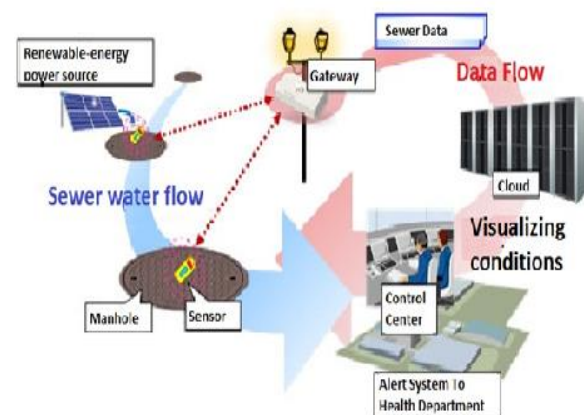 Renewable-energy
power source
Sewer Data
Gateway
Data Flow
Cloud
Sewer water flow
Visualizing
conditions
Control
Center
Manhole
Sensor
Alert System To
Health Department